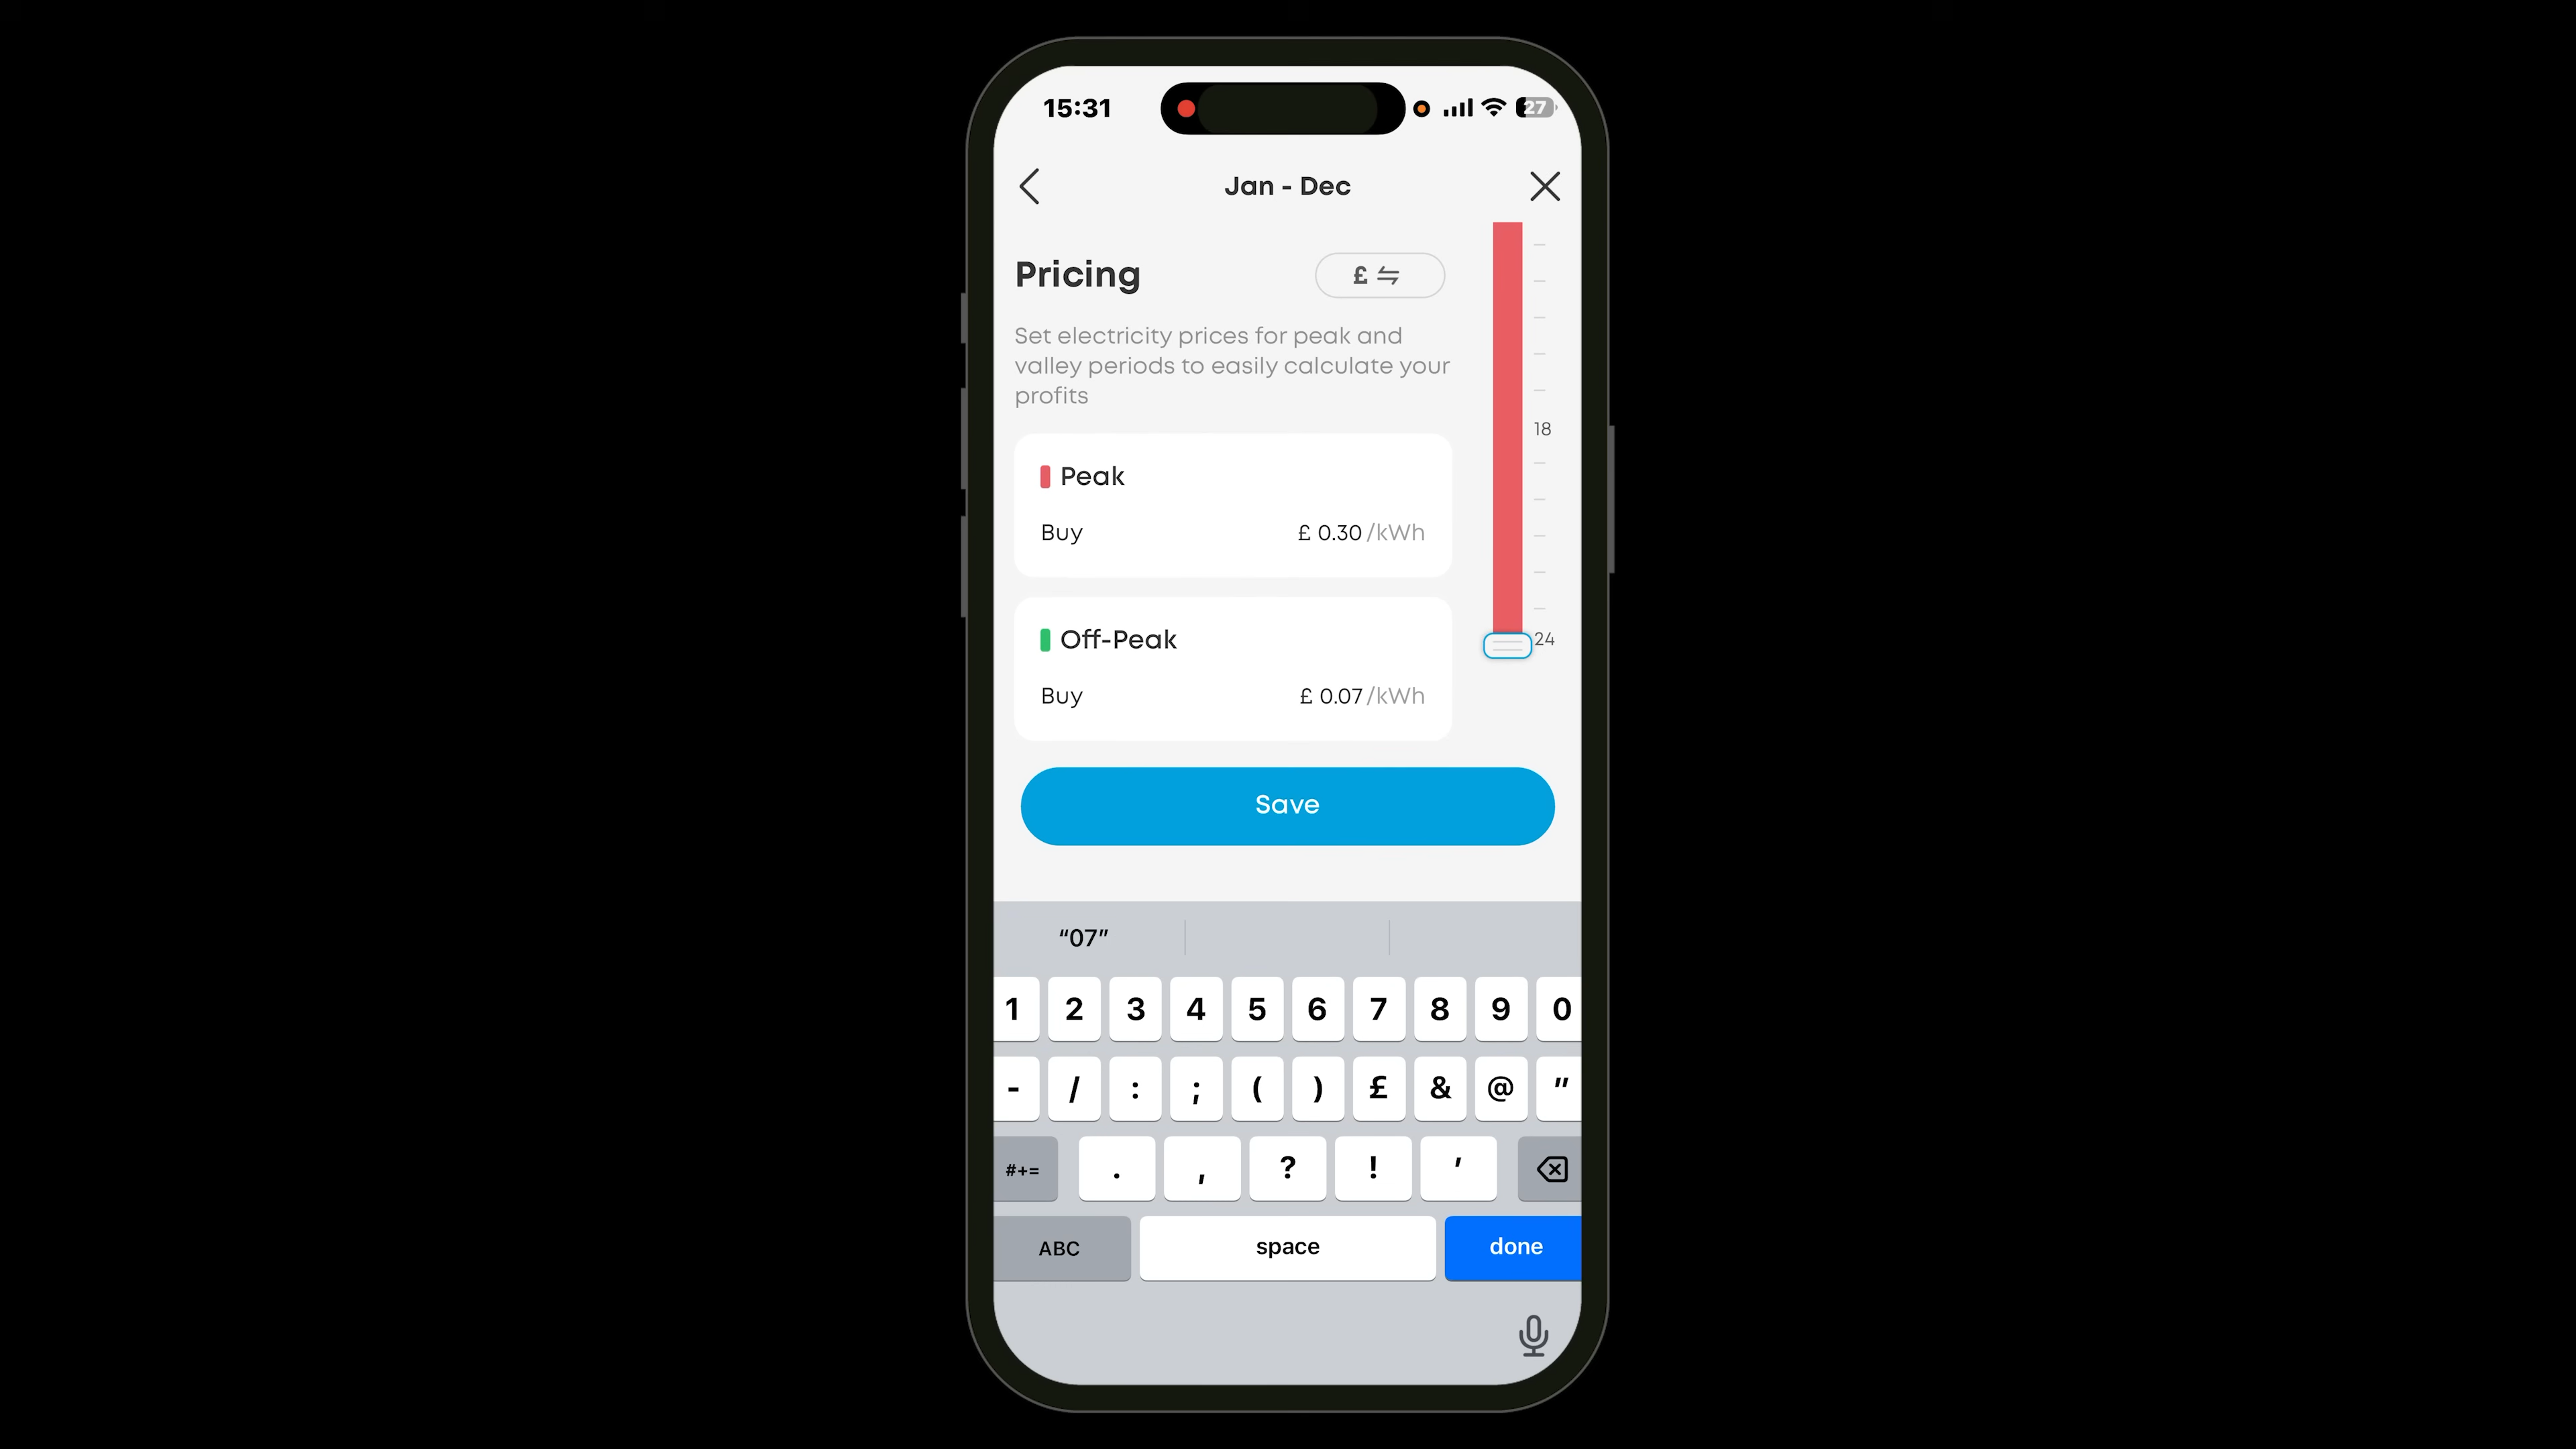 15:31
27
Jan - Dec
Pricing
£
Set electricity prices for peak and
valley periods to easily calculate your
profits
18
Peak
Buy £ 0.30 /kWh
24
Off-Peak
Buy £ 0.07 /kWh
Save
“07”
1 2 3 4 5 6 7 8 9 0
- / : ; ( ) £ & @ "
#+= . , ? ! '
ABC space done